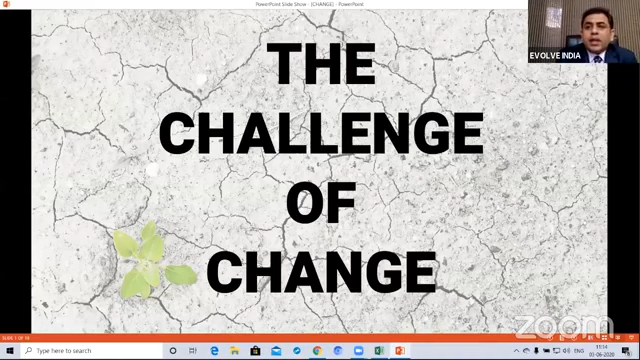 PowerPoint Slide Show - [CHANGE] - PowerPoint
EVOLVE INDIA
THE
CHALLENGE
OF
CHANGE
zoom
SLIDE 1 OF 16
Type here to search
ENG
11:14
03-06-2020